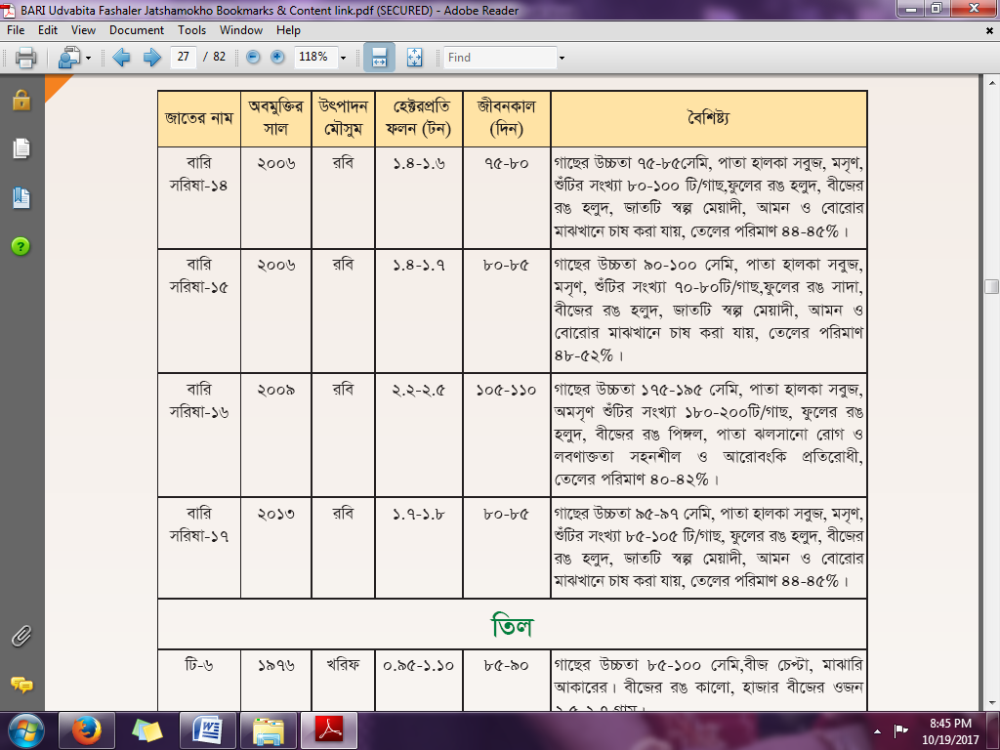 BARI Udvabita Fashaler Jatshamokho Bookmarks & Content link.pdf (SECURED) - Adobe Reader
File Edit View Document Tools Window Help
27 / 82 118% Find
জাতের নাম
অবমুক্তির সাল
উৎপাদন মৌসুম
হেক্টরপ্রতি ফলন (টন)
জীবনকাল (দিন)
বৈশিষ্ট্য
বারি সরিষা-১৪
২০০৬
রবি
১.৪-১.৬
৭৫-৮০
গাছের উচ্চতা ৭৫-৮৫সেমি, পাতা হালকা সবুজ, মসৃণ,
শুঁটির সংখ্যা ৮০-১০০ টি/গাছ,ফুলের রঙ হলুদ, বীজের
রঙ হলুদ, জাতটি স্বল্প মেয়াদী, আমন ও বোরোর
মাঝখানে চাষ করা যায়, তেলের পরিমাণ ৪৪-৪৫%।
বারি সরিষা-১৫
২০০৬
রবি
১.৪-১.৭
৮০-৮৫
গাছের উচ্চতা ৯০-১০০ সেমি, পাতা হালকা সবুজ,
মসৃণ, শুঁটির সংখ্যা ৭০-৮০টি/গাছ,ফুলের রঙ সাদা,
বীজের রঙ হলুদ, জাতটি স্বল্প মেয়াদী, আমন ও
বোরোর মাঝখানে চাষ করা যায়, তেলের পরিমাণ
৪৮-৫২%।
বারি সরিষা-১৬
২০০৯
রবি
২.২-২.৫
১০৫-১১০
গাছের উচ্চতা ১৭৫-১৯৫ সেমি, পাতা হালকা সবুজ,
অমসৃণ শুঁটির সংখ্যা ১৮০-২০০টি/গাছ, ফুলের রঙ
হলুদ, বীজের রঙ পিঙ্গল, পাতা ঝলসানো রোগ ও
লবণাক্ততা সহনশীল ও আরোবংকি প্রতিরোধী,
তেলের পরিমাণ ৪০-৪২%।
বারি সরিষা-১৭
২০১৩
রবি
১.৭-১.৮
৮০-৮৫
গাছের উচ্চতা ৯৫-৯৭ সেমি, পাতা হালকা সবুজ, মসৃণ,
শুঁটির সংখ্যা ৮৫-১০৫ টি/গাছ, ফুলের রঙ হলুদ, বীজের
রঙ হলুদ, জাতটি স্বল্প মেয়াদী, আমন ও বোরোর
মাঝখানে চাষ করা যায়, তেলের পরিমাণ ৪৪-৪৫%।
তিল
টি-৬
১৯৭৬
খরিফ
০.৯৫-১.১০
৮৫-৯০
গাছের উচ্চতা ৮৫-১০০ সেমি,বীজ চেপ্টা, মাঝারি
আকারের। বীজের রঙ কালো, হাজার বীজের ওজন
8:45 PM
10/19/2017